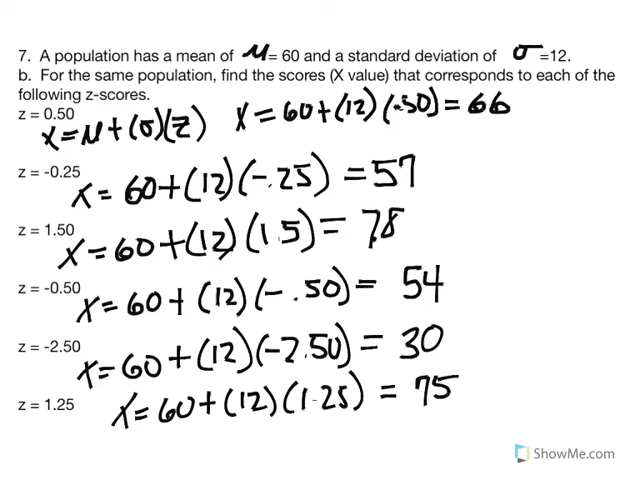 7. A population has a mean of μ = 60 and a standard deviation of σ =12.
b. For the same population, find the scores (X value) that corresponds to each of the
following z-scores.
z = 0.50
X = μ + (σ)(z) X = 60 + (12)(.50) = 66
z = -0.25
X = 60 + (12)(-.25) = 57
z = 1.50
X = 60 + (12)(1.5) = 78
z = -0.50
X = 60 + (12)(-.50) = 54
z = -2.50
X = 60 + (12)(-2.50) = 30
z = 1.25
X = 60 + (12)(1.25) = 75
ShowMe.com